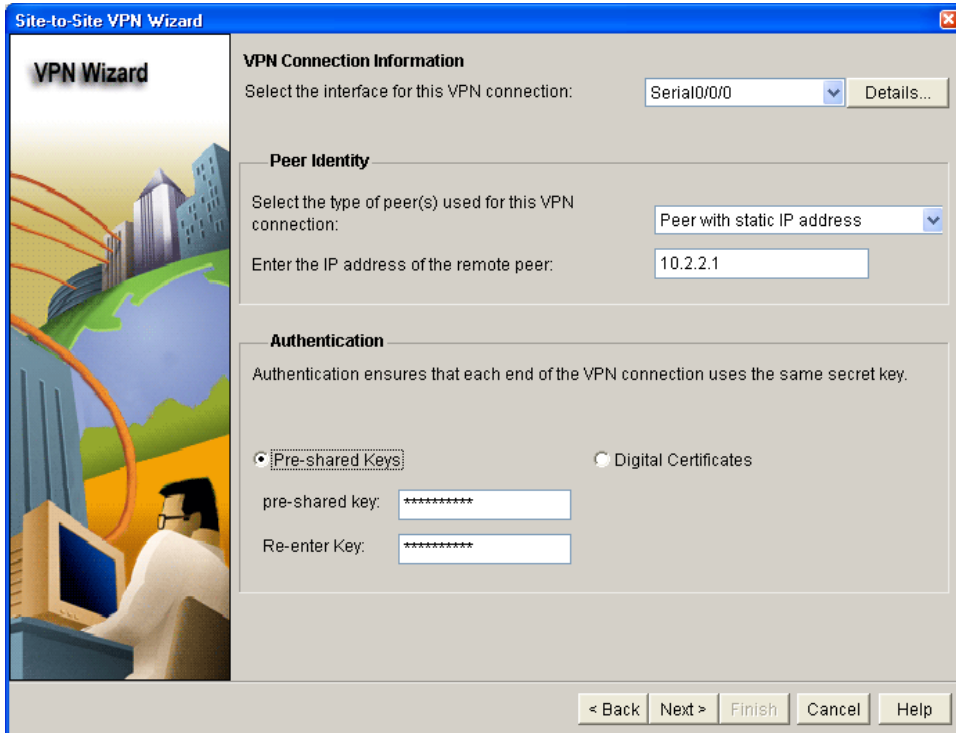 Site-to-Site VPN Wizard
VPN Wizard
VPN Connection Information
Select the interface for this VPN connection:
Serial0/0/0
Details...
Peer Identity
Select the type of peer(s) used for this VPN
connection:
Peer with static IP address
Enter the IP address of the remote peer:
10.2.2.1
Authentication
Authentication ensures that each end of the VPN connection uses the same secret key.
Pre-shared Keys
Digital Certificates
pre-shared key:
**********
Re-enter Key:
**********
< Back
Next >
Finish
Cancel
Help